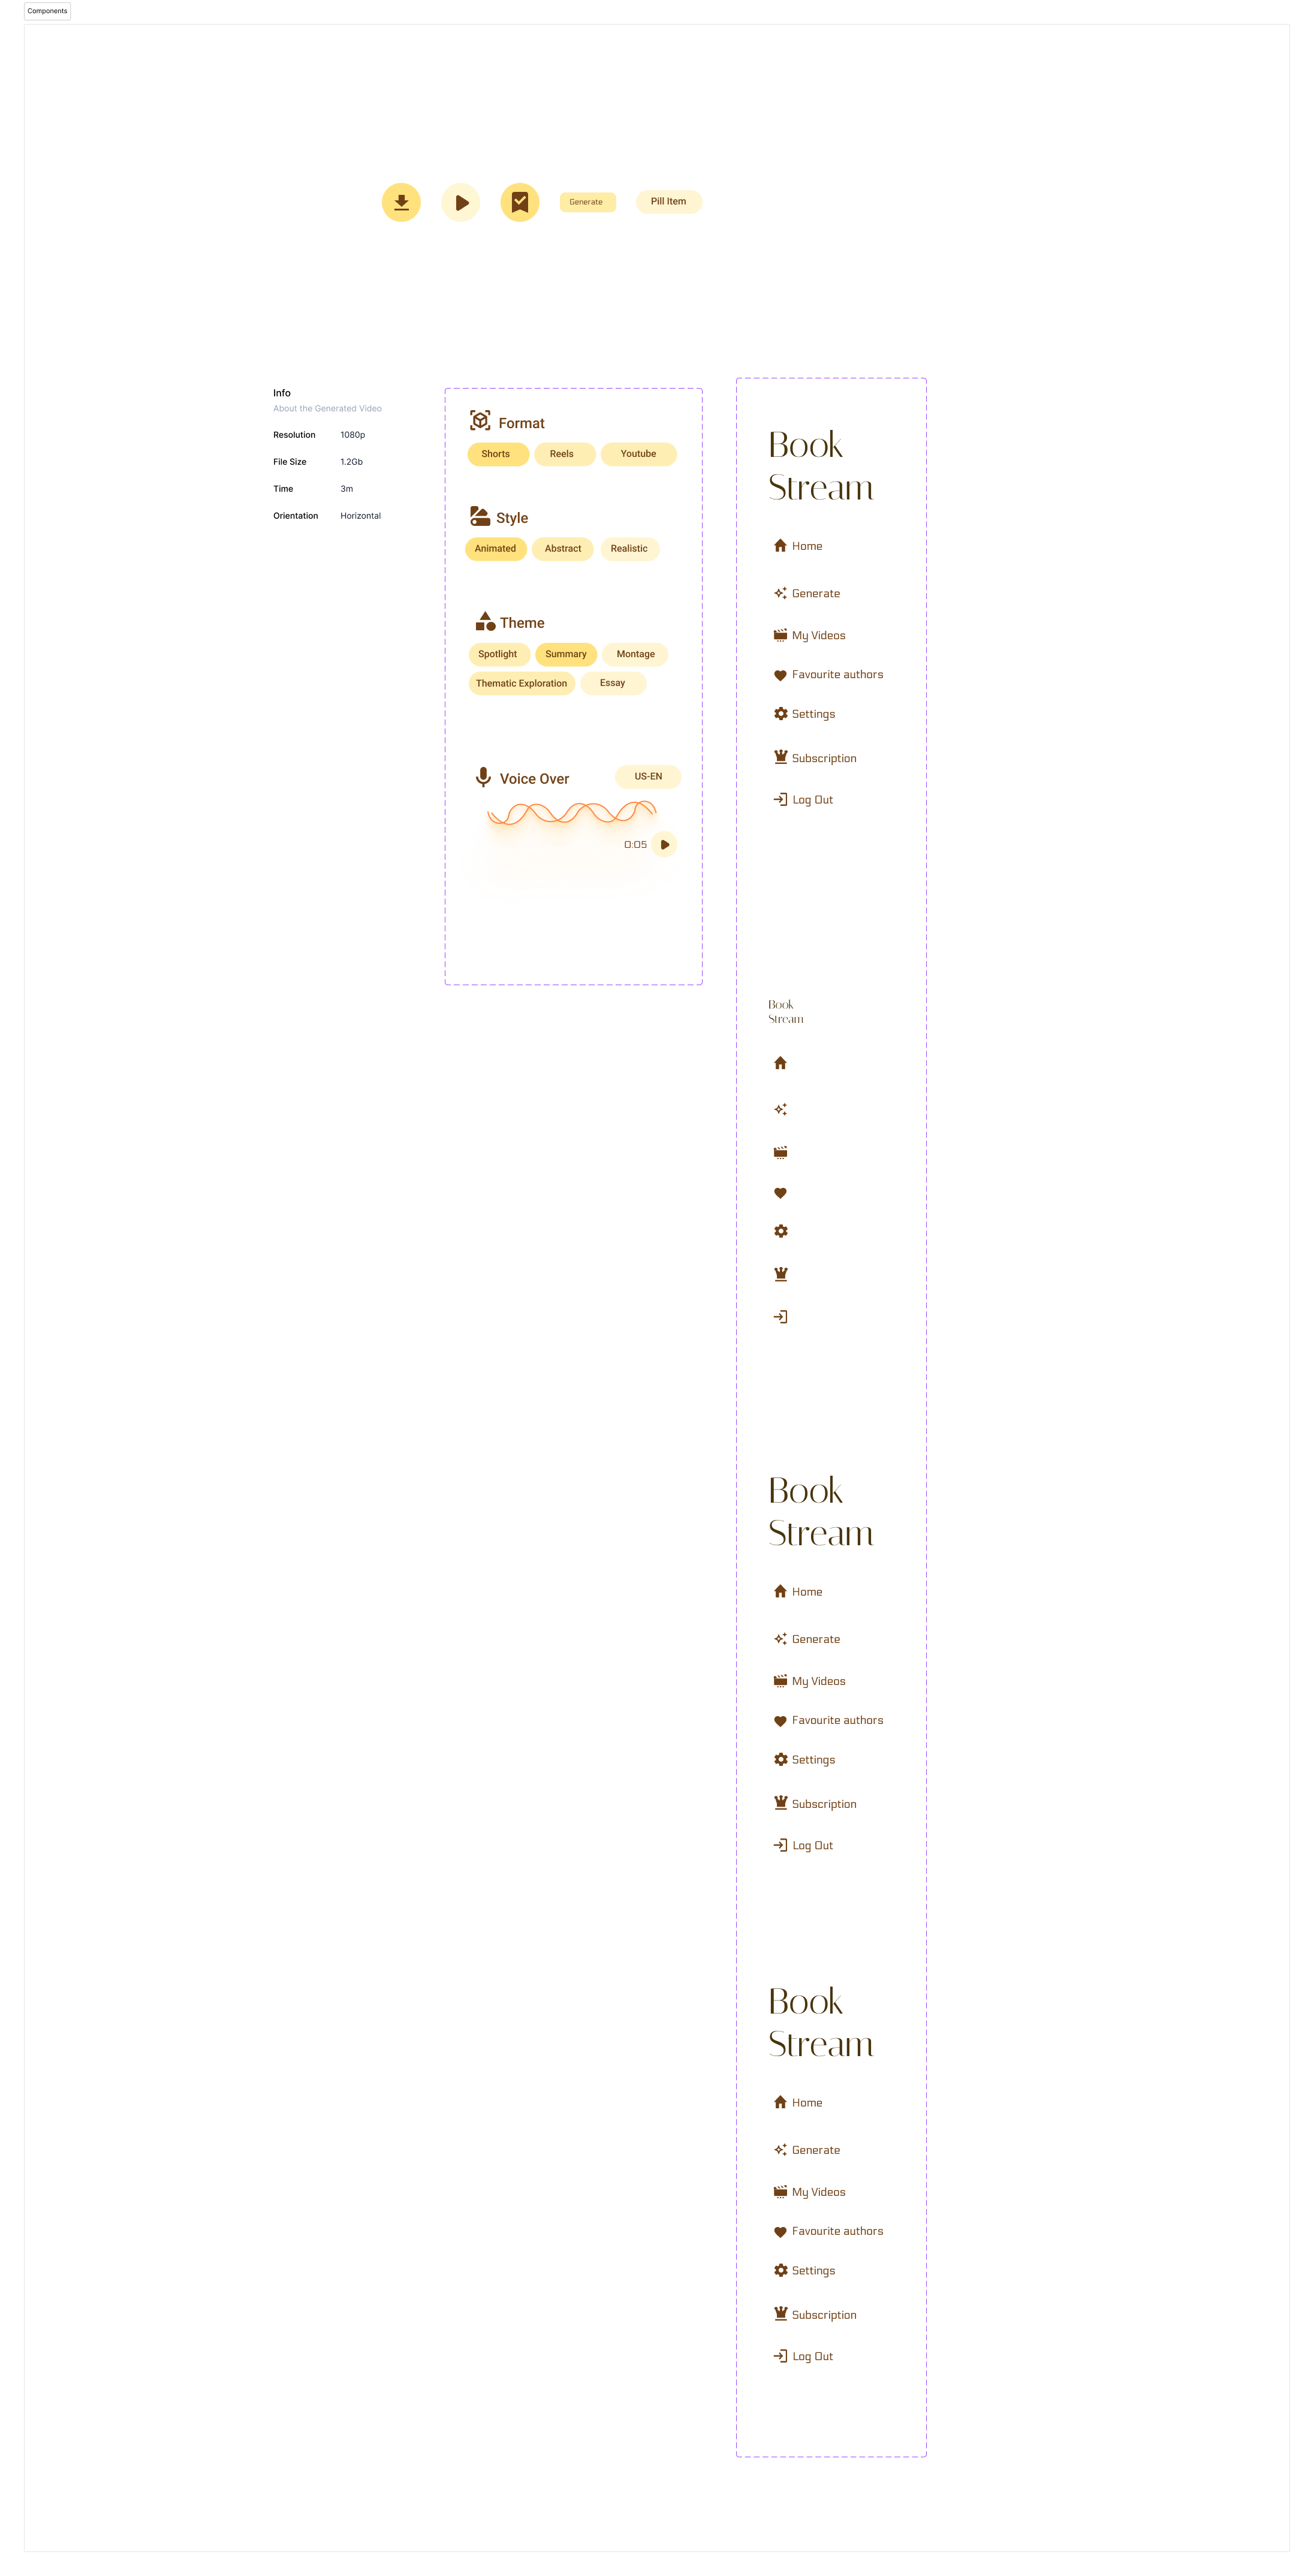 Components
Generate
Pill Item
Info
About the Generated Video
Resolution 1080p
File Size 1.2Gb
Time 3m
Orientation Horizontal
Format
Shorts Reels Youtube
Style
Animated Abstract Realistic
Theme
Spotlight Summary Montage
Thematic Exploration Essay
Voice Over US-EN
0:05
Book
Stream
Home
Generate
My Videos
Favourite authors
Settings
Subscription
Log Out
Book
Stream
Book
Stream
Home
Generate
My Videos
Favourite authors
Settings
Subscription
Log Out
Book
Stream
Home
Generate
My Videos
Favourite authors
Settings
Subscription
Log Out